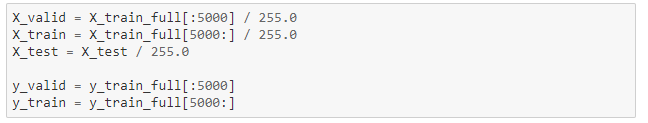 X_valid = X_train_full[:5000] / 255.0
X_train = X_train_full[5000:] / 255.0
X_test = X_test / 255.0
y_valid = y_train_full[:5000]
y_train = y_train_full[5000:]